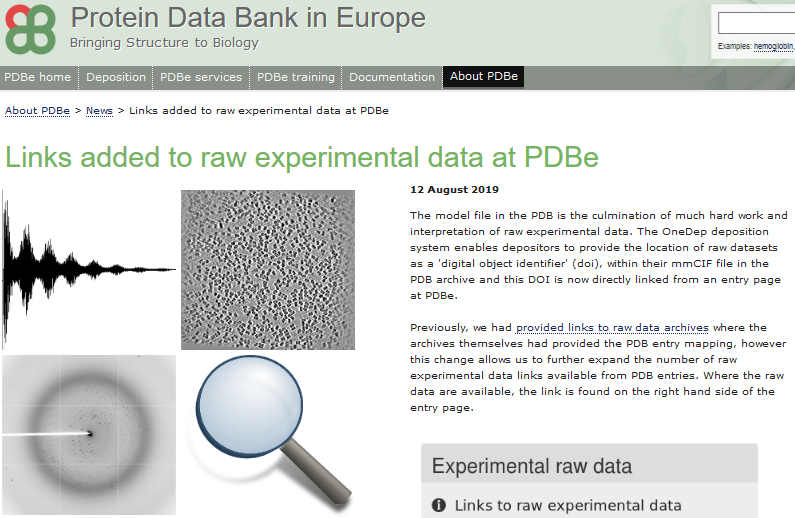 Protein Data Bank in Europe
Bringing Structure to Biology
Examples: hemoglobin,
PDBe home Deposition PDBe services PDBe training Documentation About PDBe
About PDBe > News > Links added to raw experimental data at PDBe
Links added to raw experimental data at PDBe
12 August 2019
The model file in the PDB is the culmination of much hard work and
interpretation of raw experimental data. The OneDep deposition
system enables depositors to provide the location of raw datasets
as a 'digital object identifier' (doi), within their mmCIF file in the
PDB archive and this DOI is now directly linked from an entry page
at PDBe.
Previously, we had provided links to raw data archives where the
archives themselves had provided the PDB entry mapping, however
this change allows us to further expand the number of raw
experimental data links available from PDB entries. Where the raw
data are available, the link is found on the right hand side of the
entry page.
Experimental raw data
Links to raw experimental data